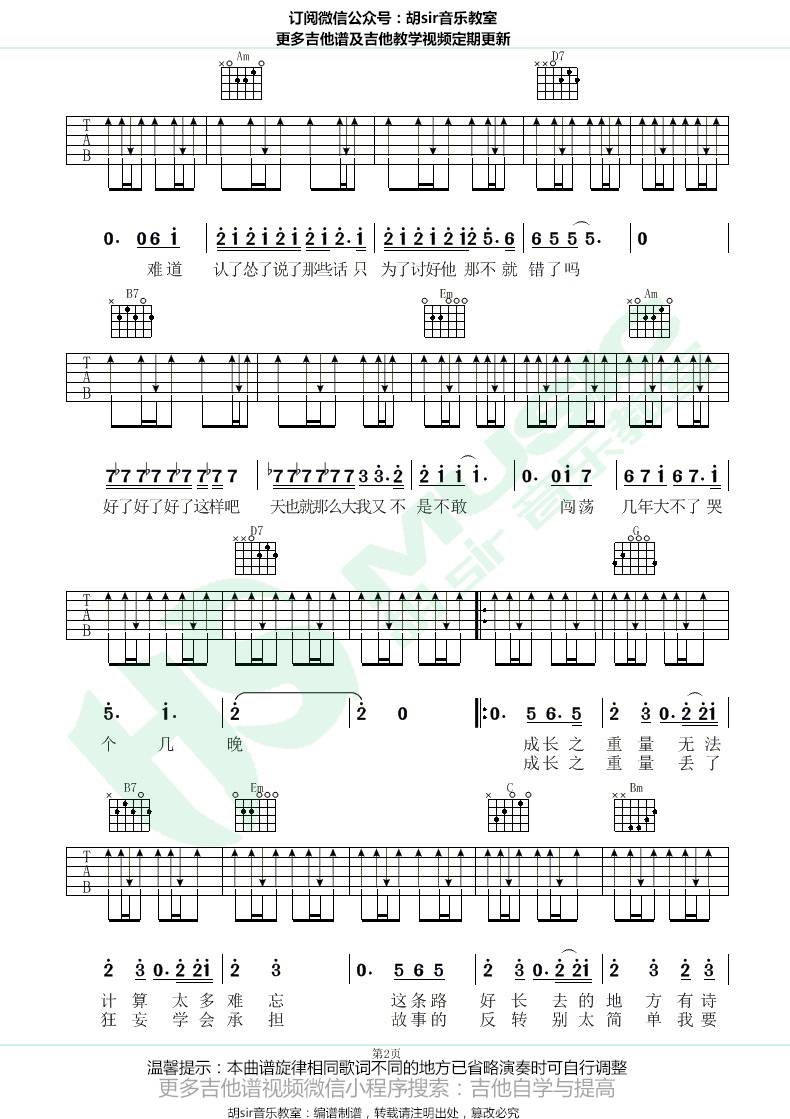 订阅微信公众号：胡sir音乐教室
更多吉他谱及吉他教学视频定期更新
Am D7
T A B
0. 06 i 2 i 2 i 2 i 2 i 2. i 2 i 2 i 2 i 2 5. 6 6 5 5 5. 0
难道 认了怂了说了那些话只 为了讨好他 那不就 错了吗
B7 Em Am
T A B
7♭7 7♭7 7♭7 7♭7 7 ♭7 7♭7 7♭7 7 3 3. 2 2 i i i. 0. 0 i 7 6 7 i 6 7. i
好了好了好了这样吧 天也就那么大我又不 是不敢 闯荡 几年大不了哭
D7 G
T A B
5. i. 2 2 0 0. 5 6. 5 2 3 0. 2 2 i
个 几 晚 成长之 重量 无法
成长之 重量 丢了
B7 Em C Bm
T A B
2 3 0. 2 2 i 2 3 0. 5 6 5 2 3 0. 2 2 i 2 3 2. 3
计算 太多难忘 这条路 好长 去的地方有诗
狂妄 学会承担 故事的 反转 别太简单我要
MUSIC
胡 sir 音乐教室
第2页
温馨提示：本曲谱旋律相同歌词不同的地方已省略演奏时可自行调整
更多吉他谱视频微信小程序搜索：吉他自学与提高
胡sir音乐教室：编谱制谱，转载请注明出处，篡改必究